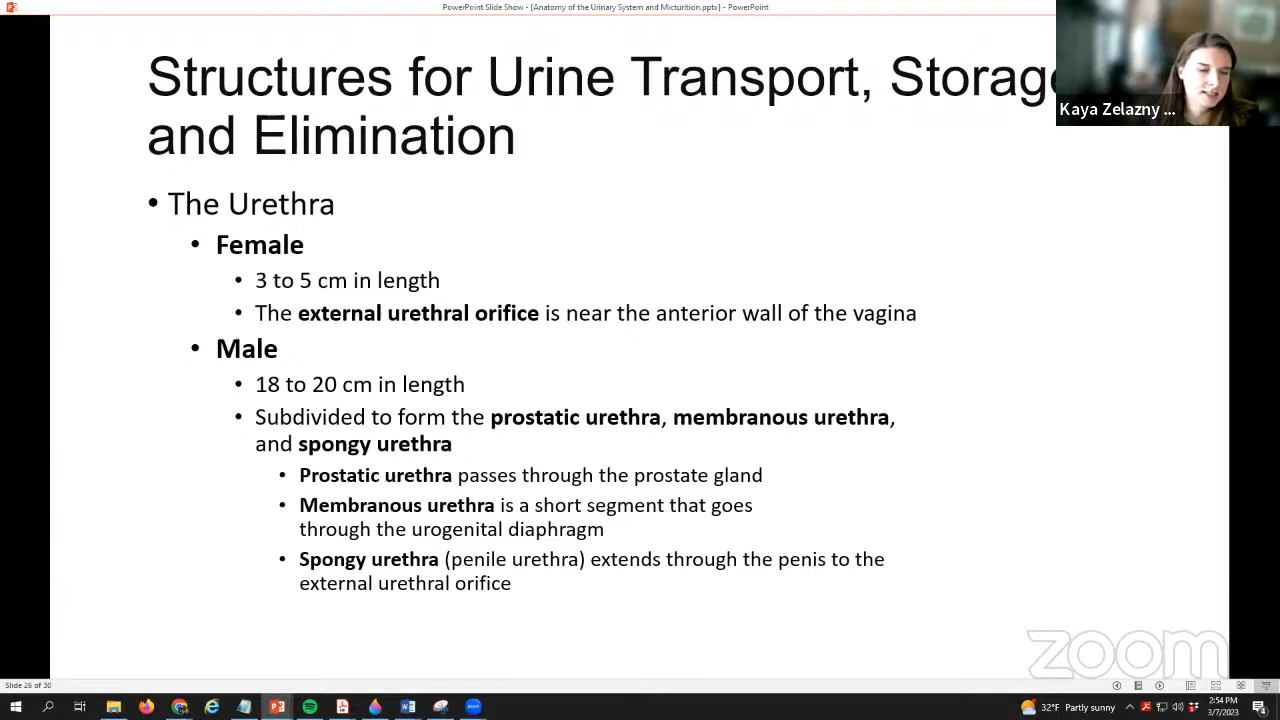 PowerPoint Slide Show - [Anatomy of the Urinary System and Micturition.pptx] - PowerPoint
Structures for Urine Transport, Storage
and Elimination
Kaya Zelazny ...
• The Urethra
• Female
• 3 to 5 cm in length
• The external urethral orifice is near the anterior wall of the vagina
• Male
• 18 to 20 cm in length
• Subdivided to form the prostatic urethra, membranous urethra,
and spongy urethra
• Prostatic urethra passes through the prostate gland
• Membranous urethra is a short segment that goes
through the urogenital diaphragm
• Spongy urethra (penile urethra) extends through the penis to the
external urethral orifice
zoom
Slide 26 of 30
32°F Partly sunny
2:54 PM
3/7/2023